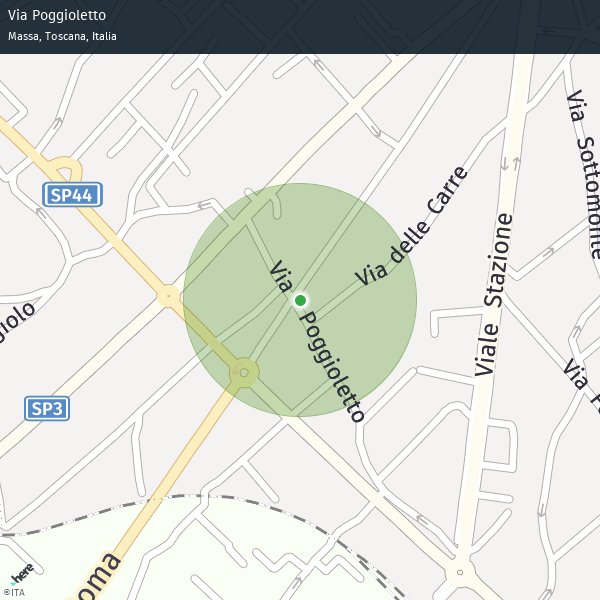 Via Poggioletto
Massa, Toscana, Italia
Via Sottomonte
SP44
Via delle Carre
Viale Stazione
Via Poggioletto
SP3
Via
oma
here
©ITA